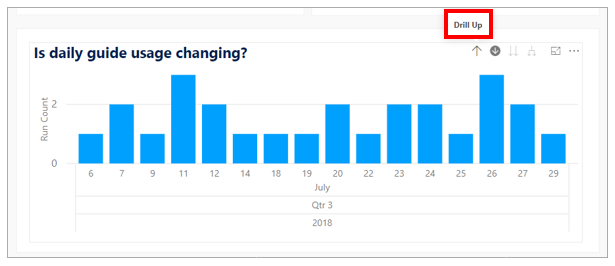 Drill Up
Is daily guide usage changing?
Run Count
2
0
6 7 9 11 12 14 18 19 20 22 23 24 25 26 27 29
July
Qtr 3
2018